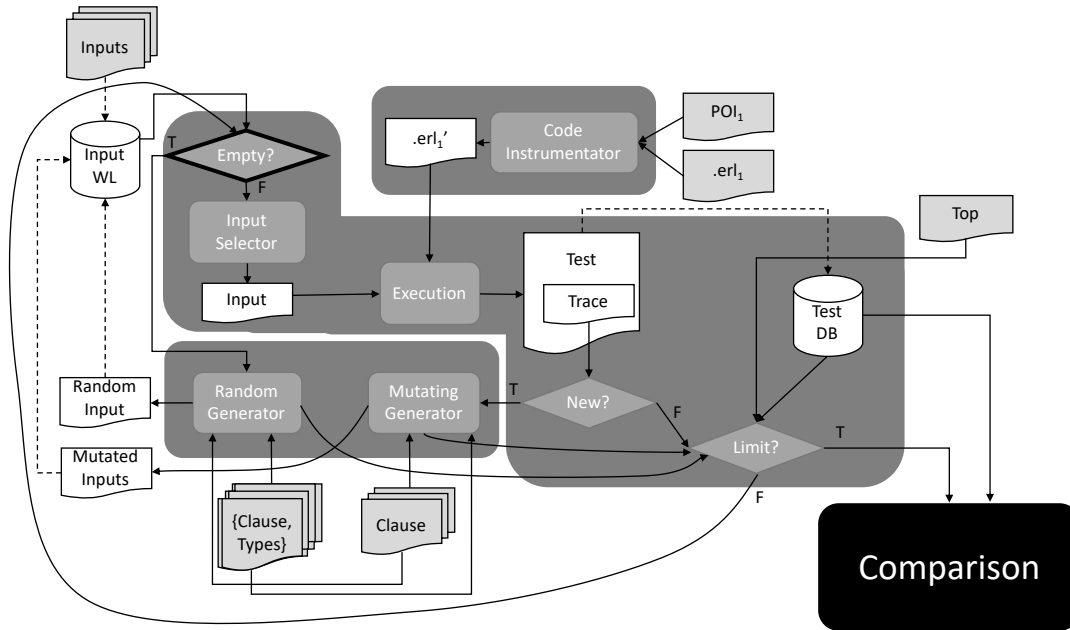 Inputs
POI₁
.erl₁’
Code
Instrumentator
T
Input
WL
Empty?
.erl₁
F
Input
Selector
Top
Test
Input
Execution
Trace
Test
DB
Random
Input
Random
Generator
Mutating
Generator
T
New?
F
T
Limit?
Mutated
Inputs
F
{Clause,
Types}
Clause
Comparison